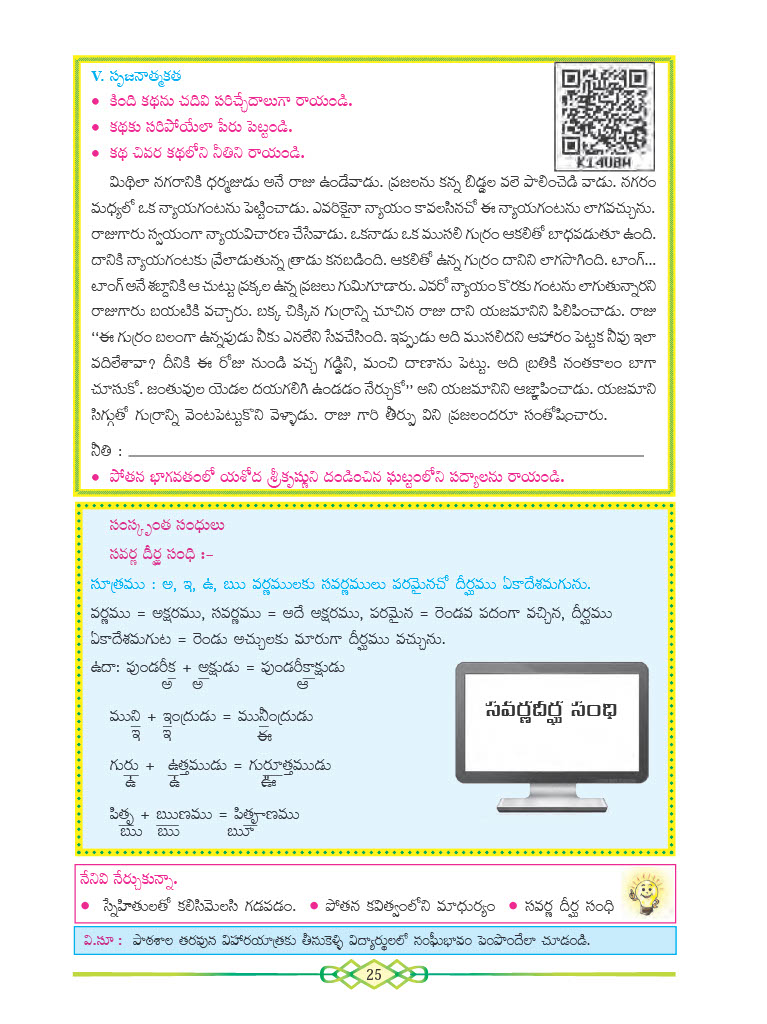 V. సృజనాత్మకత
• కింది కథను చదివి పరిచ్ఛేదాలుగా రాయండి.
• కథకు సరిపోయేలా పేరు పెట్టండి.
• కథ చివర కథలోని నీతిని రాయండి.
K14U8W
మిథిలా నగరానికి ధర్మజుడు అనే రాజు ఉండేవాడు. ప్రజలను కన్న బిడ్డల వలె పాలించెడి వాడు. నగరం
మధ్యలో ఒక న్యాయగంటను పెట్టించాడు. ఎవరికైనా న్యాయం కావలసినచో ఈ న్యాయగంటను లాగవచ్చును.
రాజుగారు స్వయంగా న్యాయవిచారణ చేసేవాడు. ఒకనాడు ఒక ముసలి గుర్రం ఆకలితో బాధపడుతూ ఉంది.
దానికి న్యాయగంటకు వ్రేలాడుతున్న త్రాడు కనబడింది. ఆకలితో ఉన్న గుర్రం దానిని లాగసాగింది. టాంగ్...
టాంగ్ అనే శబ్దానికి ఆ చుట్టు ప్రక్కల ఉన్న ప్రజలు గుమిగూడారు. ఎవరో న్యాయం కొరకు గంటను లాగుతున్నారని
రాజుగారు బయటికి వచ్చారు. బక్క చిక్కిన గుర్రాన్ని చూచిన రాజు దాని యజమానిని పిలిపించాడు. రాజు
“ఈ గుర్రం బలంగా ఉన్నపుడు నీకు ఎనలేని సేవచేసింది. ఇప్పుడు అది ముసలిదని ఆహారం పెట్టక నీవు ఇలా
వదిలేశావా? దీనికి ఈ రోజు నుండి పచ్చ గడ్డిని, మంచి దాణాను పెట్టు. అది బ్రతికి నంతకాలం బాగా
చూసుకో. జంతువుల యెడల దయగలిగి ఉండడం నేర్చుకో” అని యజమానిని ఆజ్ఞాపించాడు. యజమాని
సిగ్గుతో గుర్రాన్ని వెంటపెట్టుకొని వెళ్ళాడు. రాజు గారి తీర్పు విని ప్రజలందరూ సంతోషించారు.
నీతి :
• పోతన భాగవతంలో యశోద శ్రీకృష్ణుని దండించిన ఘట్టంలోని పద్యాలను రాయండి.
సంస్కృంత సంధులు
సవర్ణ దీర్ఘ సంధి :-
సూత్రము : అ, ఇ, ఉ, ఋ వర్ణములకు సవర్ణములు పరమైనచో దీర్ఘము ఏకాదేశమగును.
వర్ణము = అక్షరము, సవర్ణము = అదే అక్షరము, పరమైన = రెండవ పదంగా వచ్చిన, దీర్ఘము
ఏకాదేశమగుట = రెండు అచ్చులకు మారుగా దీర్ఘము వచ్చును.
ఉదా: పుండరీక + అక్షుడు = పుండరీకాక్షుడు
అ అ ఆ
సవర్ణదీర్ఘ సంధి
ముని + ఇంద్రుడు = మునీంద్రుడు
ఇ ఇ ఈ
గురు + ఉత్తముడు = గురూత్తముడు
ఉ ఉ ఊ
పితృ + ఋణము = పితౄణము
ఋ ఋ ౠ
నేనివి నేర్చుకున్నా.
• స్నేహితులతో కలిసిమెలసి గడపడం. • పోతన కవిత్వంలోని మాధుర్యం • సవర్ణ దీర్ఘ సంధి
వి.సూ : పాఠశాల తరపున విహారయాత్రకు తీసుకెళ్ళి విద్యార్థులలో సంఘీభావం పెంపొందేలా చూడండి.
25